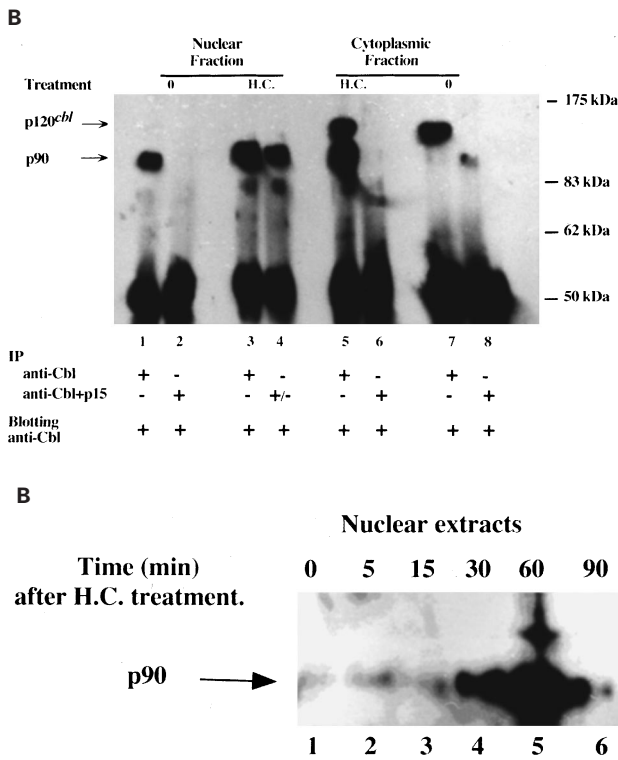 B
Nuclear Fraction
Cytoplasmic Fraction
Treatment 0 H.C. H.C. 0
175 kDa
p120cbl
p90
83 kDa
62 kDa
50 kDa
1 2 3 4 5 6 7 8
IP
anti-Cbl + - + - + - + -
anti-Cbl+p15 - + - +/- - + - +
Blotting
anti-Cbl + + + + + + + +
B
Nuclear extracts
Time (min) 0 5 15 30 60 90
after H.C. treatment.
p90
1 2 3 4 5 6